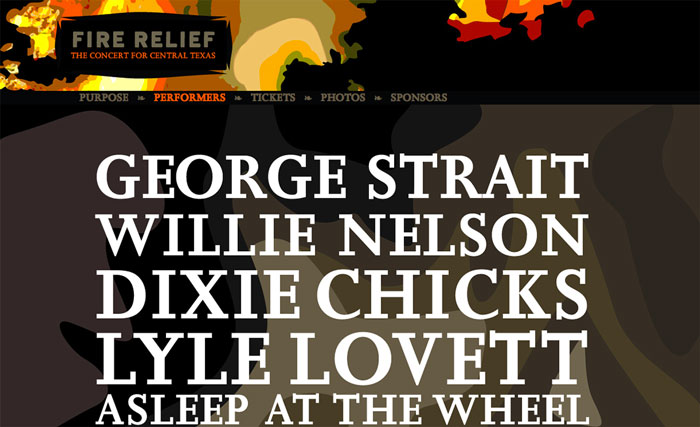 FIRE RELIEF
THE CONCERT FOR CENTRAL TEXAS
PURPOSE ❧ PERFORMERS ❧ TICKETS ❧ PHOTOS ❧ SPONSORS
GEORGE STRAIT
WILLIE NELSON
DIXIE CHICKS
LYLE LOVETT
ASLEEP AT THE WHEEL